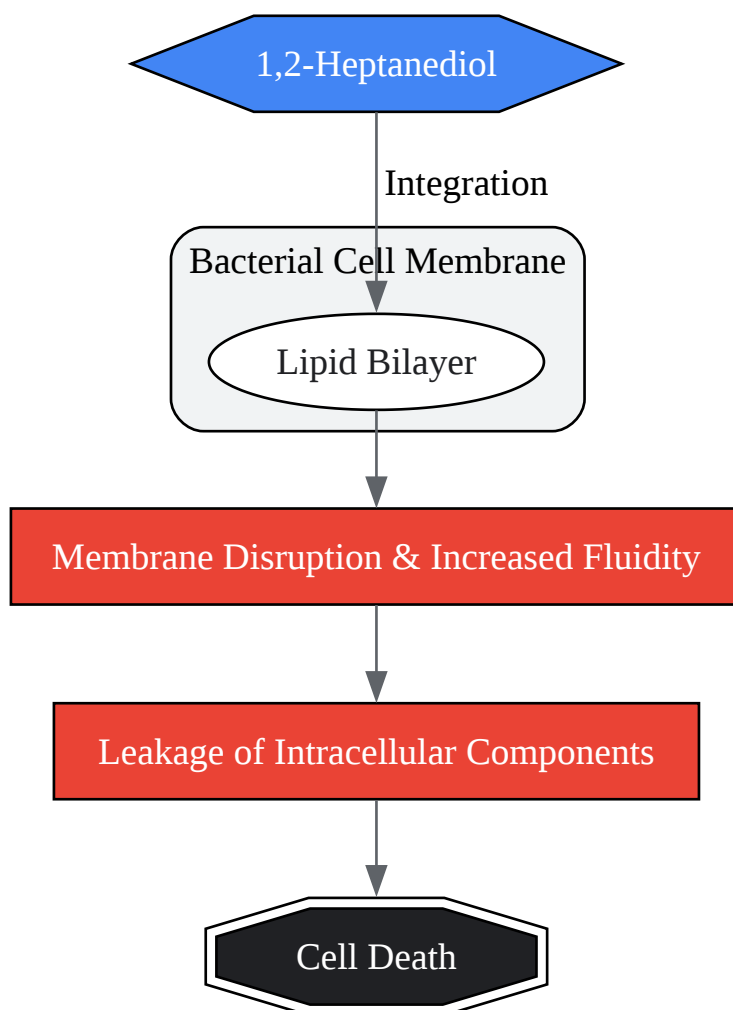 1,2-Heptanediol
Integration
Bacterial Cell Membrane
Lipid Bilayer
Membrane Disruption & Increased Fluidity
Leakage of Intracellular Components
Cell Death